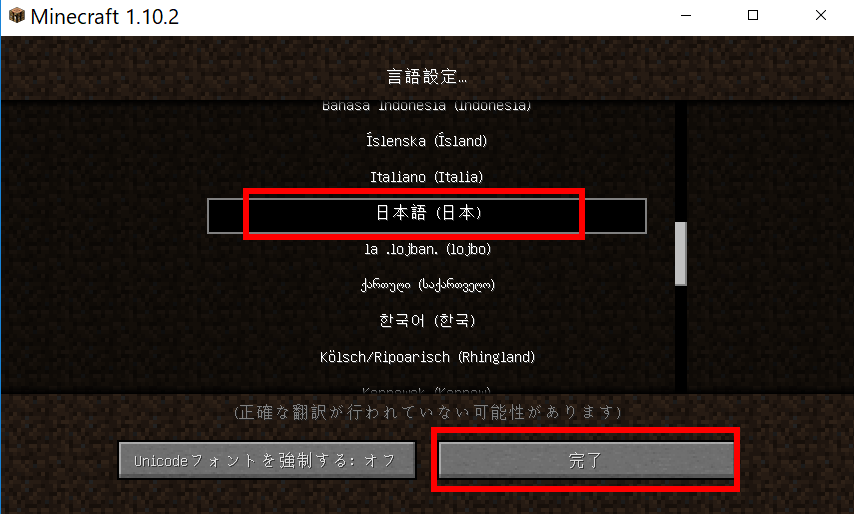 Minecraft 1.10.2
言語設定...
Bahasa Indonesia (Indonesia)
Íslenska (Ísland)
Italiano (Italia)
日本語 (日本)
la .lojban. (lojbo)
ქართული (საქართველო)
한국어 (한국)
Kölsch/Ripoarisch (Rhingland)
Kernowek (Kernow)
(正確な翻訳が行われていない可能性があります)
Unicodeフォントを強制する: オフ
完了